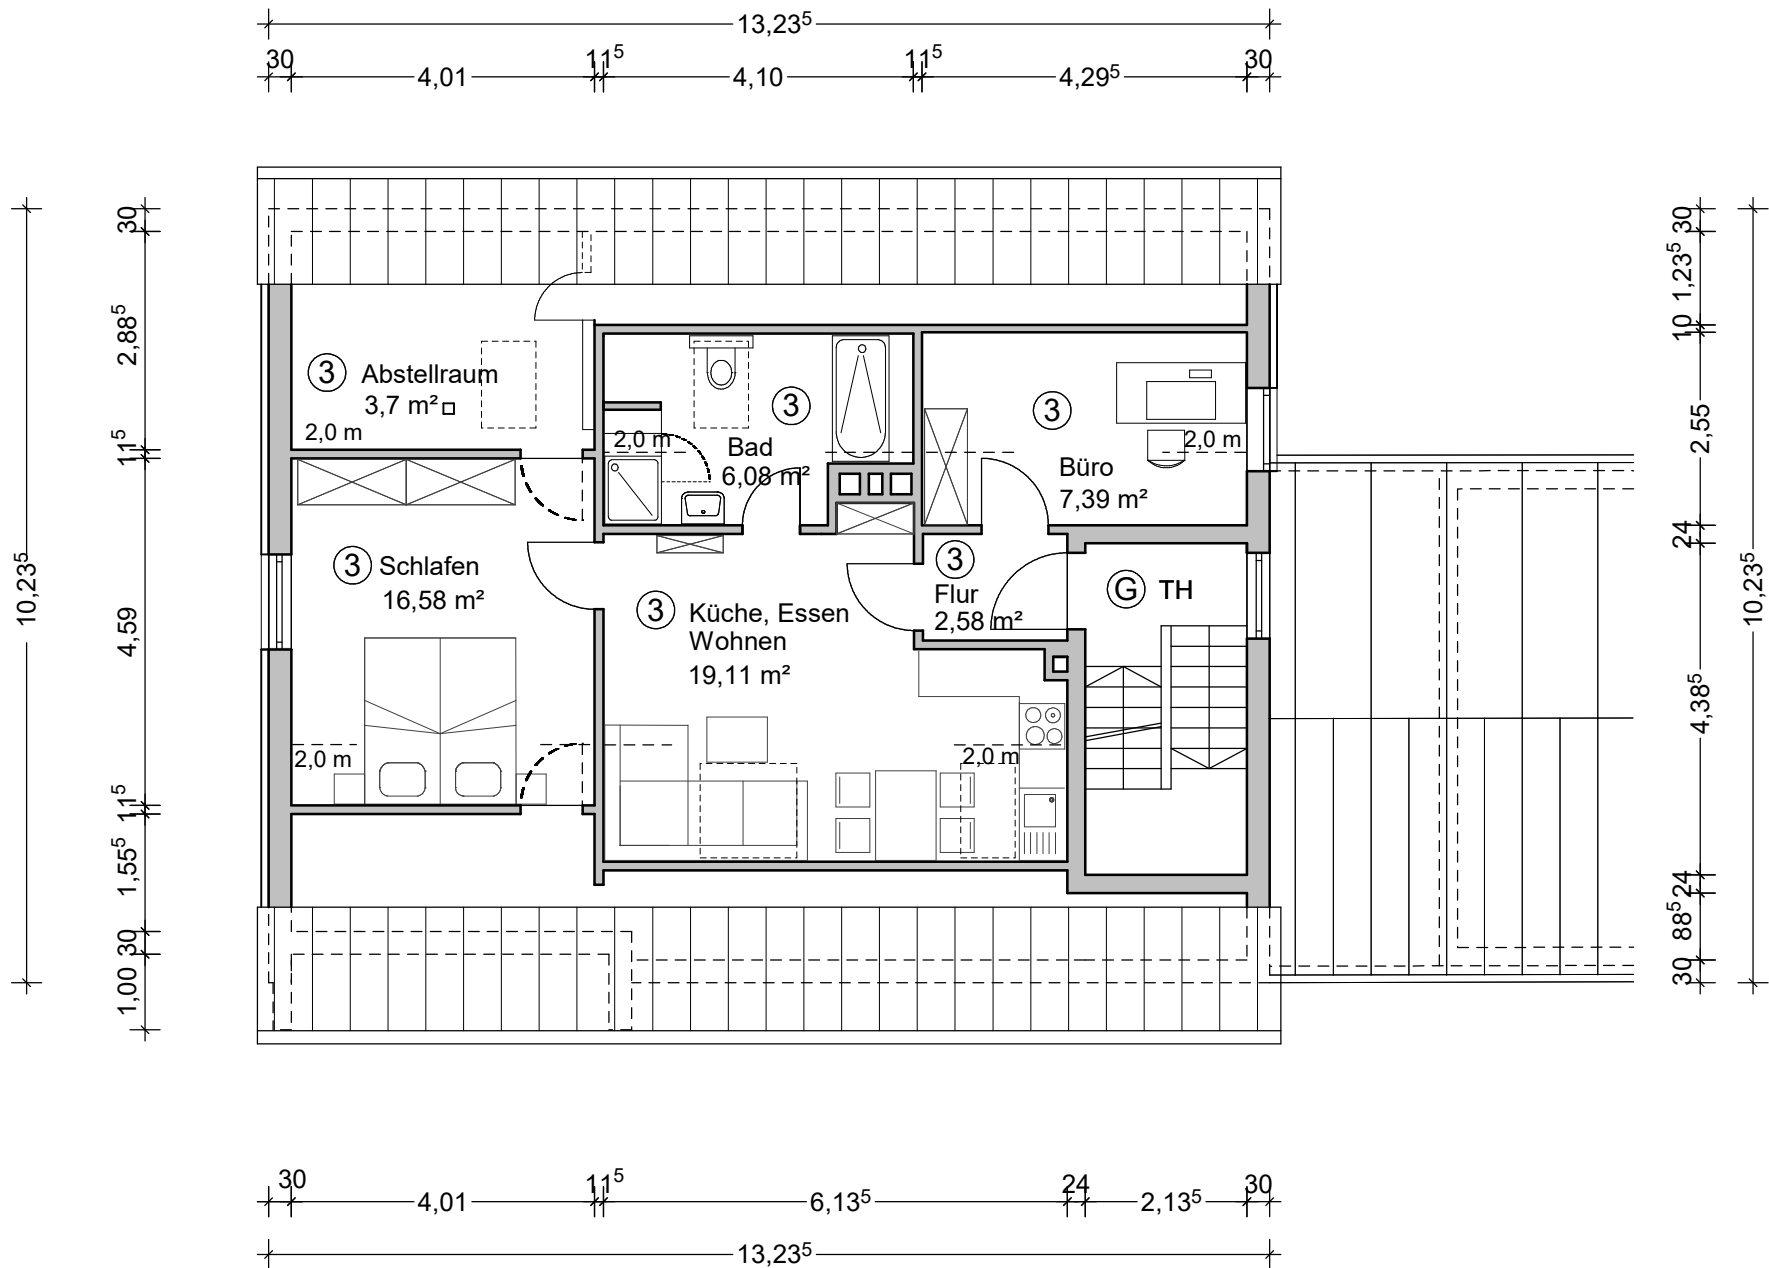 13,23⁵
30 4,01 11⁵ 4,10 11⁵ 4,29⁵ 30
10,23⁵
30
2,88⁵
11⁵
4,59
11⁵
1,55⁵
30
1,00
3 Abstellraum
3,7 m²
2,0 m
3
2,0 m
Bad
6,08 m²
3
2,0 m
Büro
7,39 m²
3 Schlafen
16,58 m²
2,0 m
3 Küche, Essen
Wohnen
19,11 m²
2,0 m
3
Flur
2,58 m²
G TH
30
1,23⁵
10
2,55
24
4,38⁵
24
88⁵
30
10,23⁵
30 4,01 11⁵ 6,13⁵ 24 2,13⁵ 30
13,23⁵